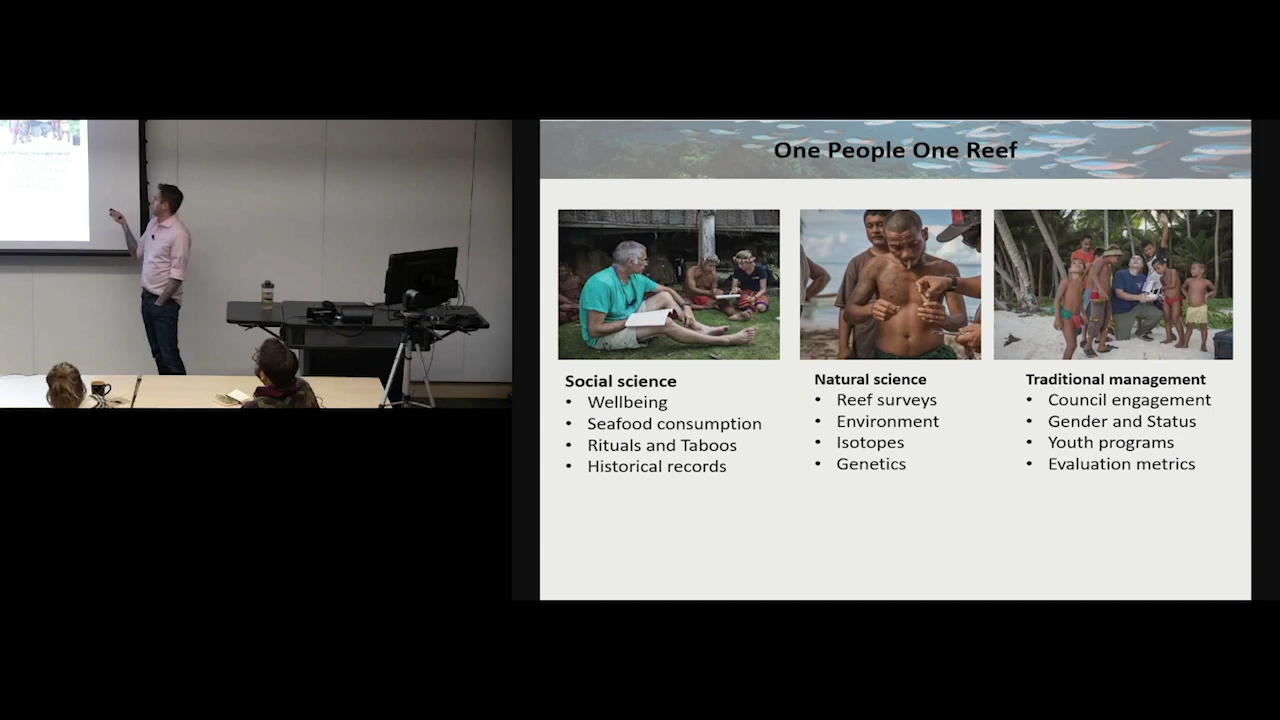 One People One Reef
Social science
• Wellbeing
• Seafood consumption
• Rituals and Taboos
• Historical records
Natural science
• Reef surveys
• Environment
• Isotopes
• Genetics
Traditional management
• Council engagement
• Gender and Status
• Youth programs
• Evaluation metrics